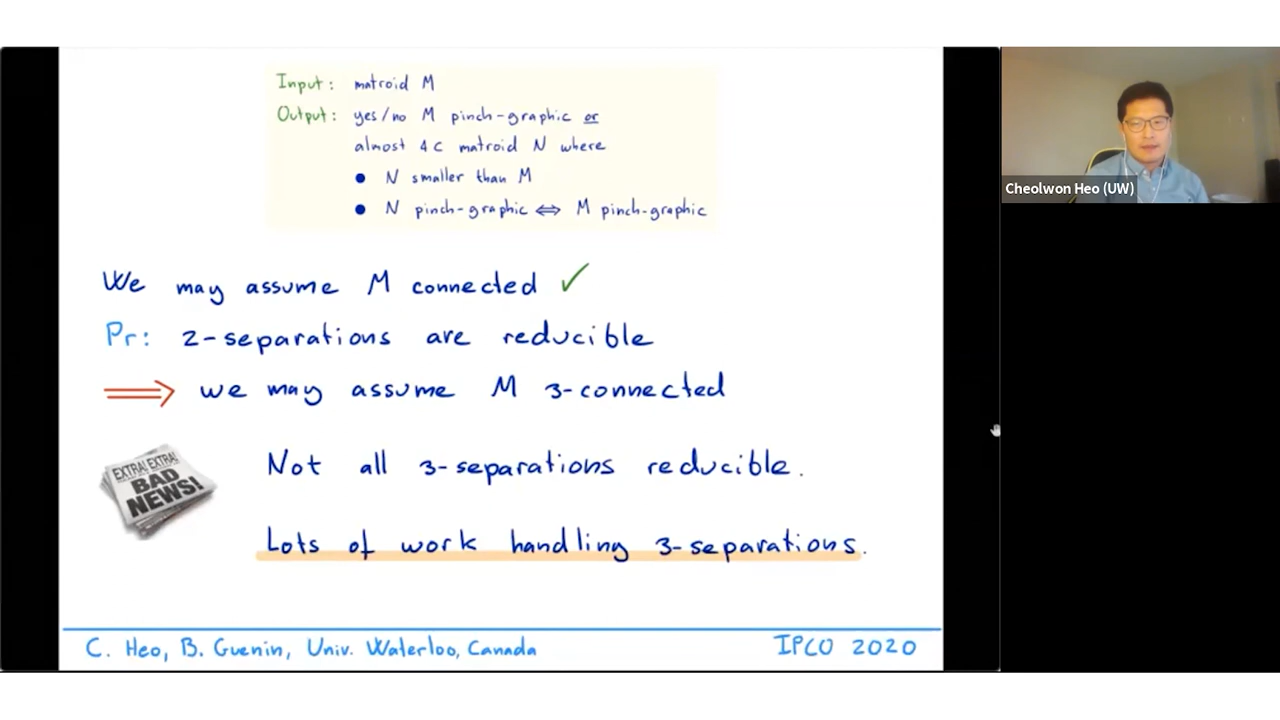 Input: matroid M
Output: yes/no M pinch-graphic or
almost 4c matroid N where
• N smaller than M
• N pinch-graphic ⇔ M pinch-graphic
We may assume M connected ✓
Pr: 2-separations are reducible
⟹ we may assume M 3-connected
EXTRA! EXTRA!
BAD
NEWS!
Not all 3-separations reducible.
Lots of work handling 3-separations.
C. Heo, B. Guenin, Univ. Waterloo, Canada
IPCO 2020
Cheolwon Heo (UW)